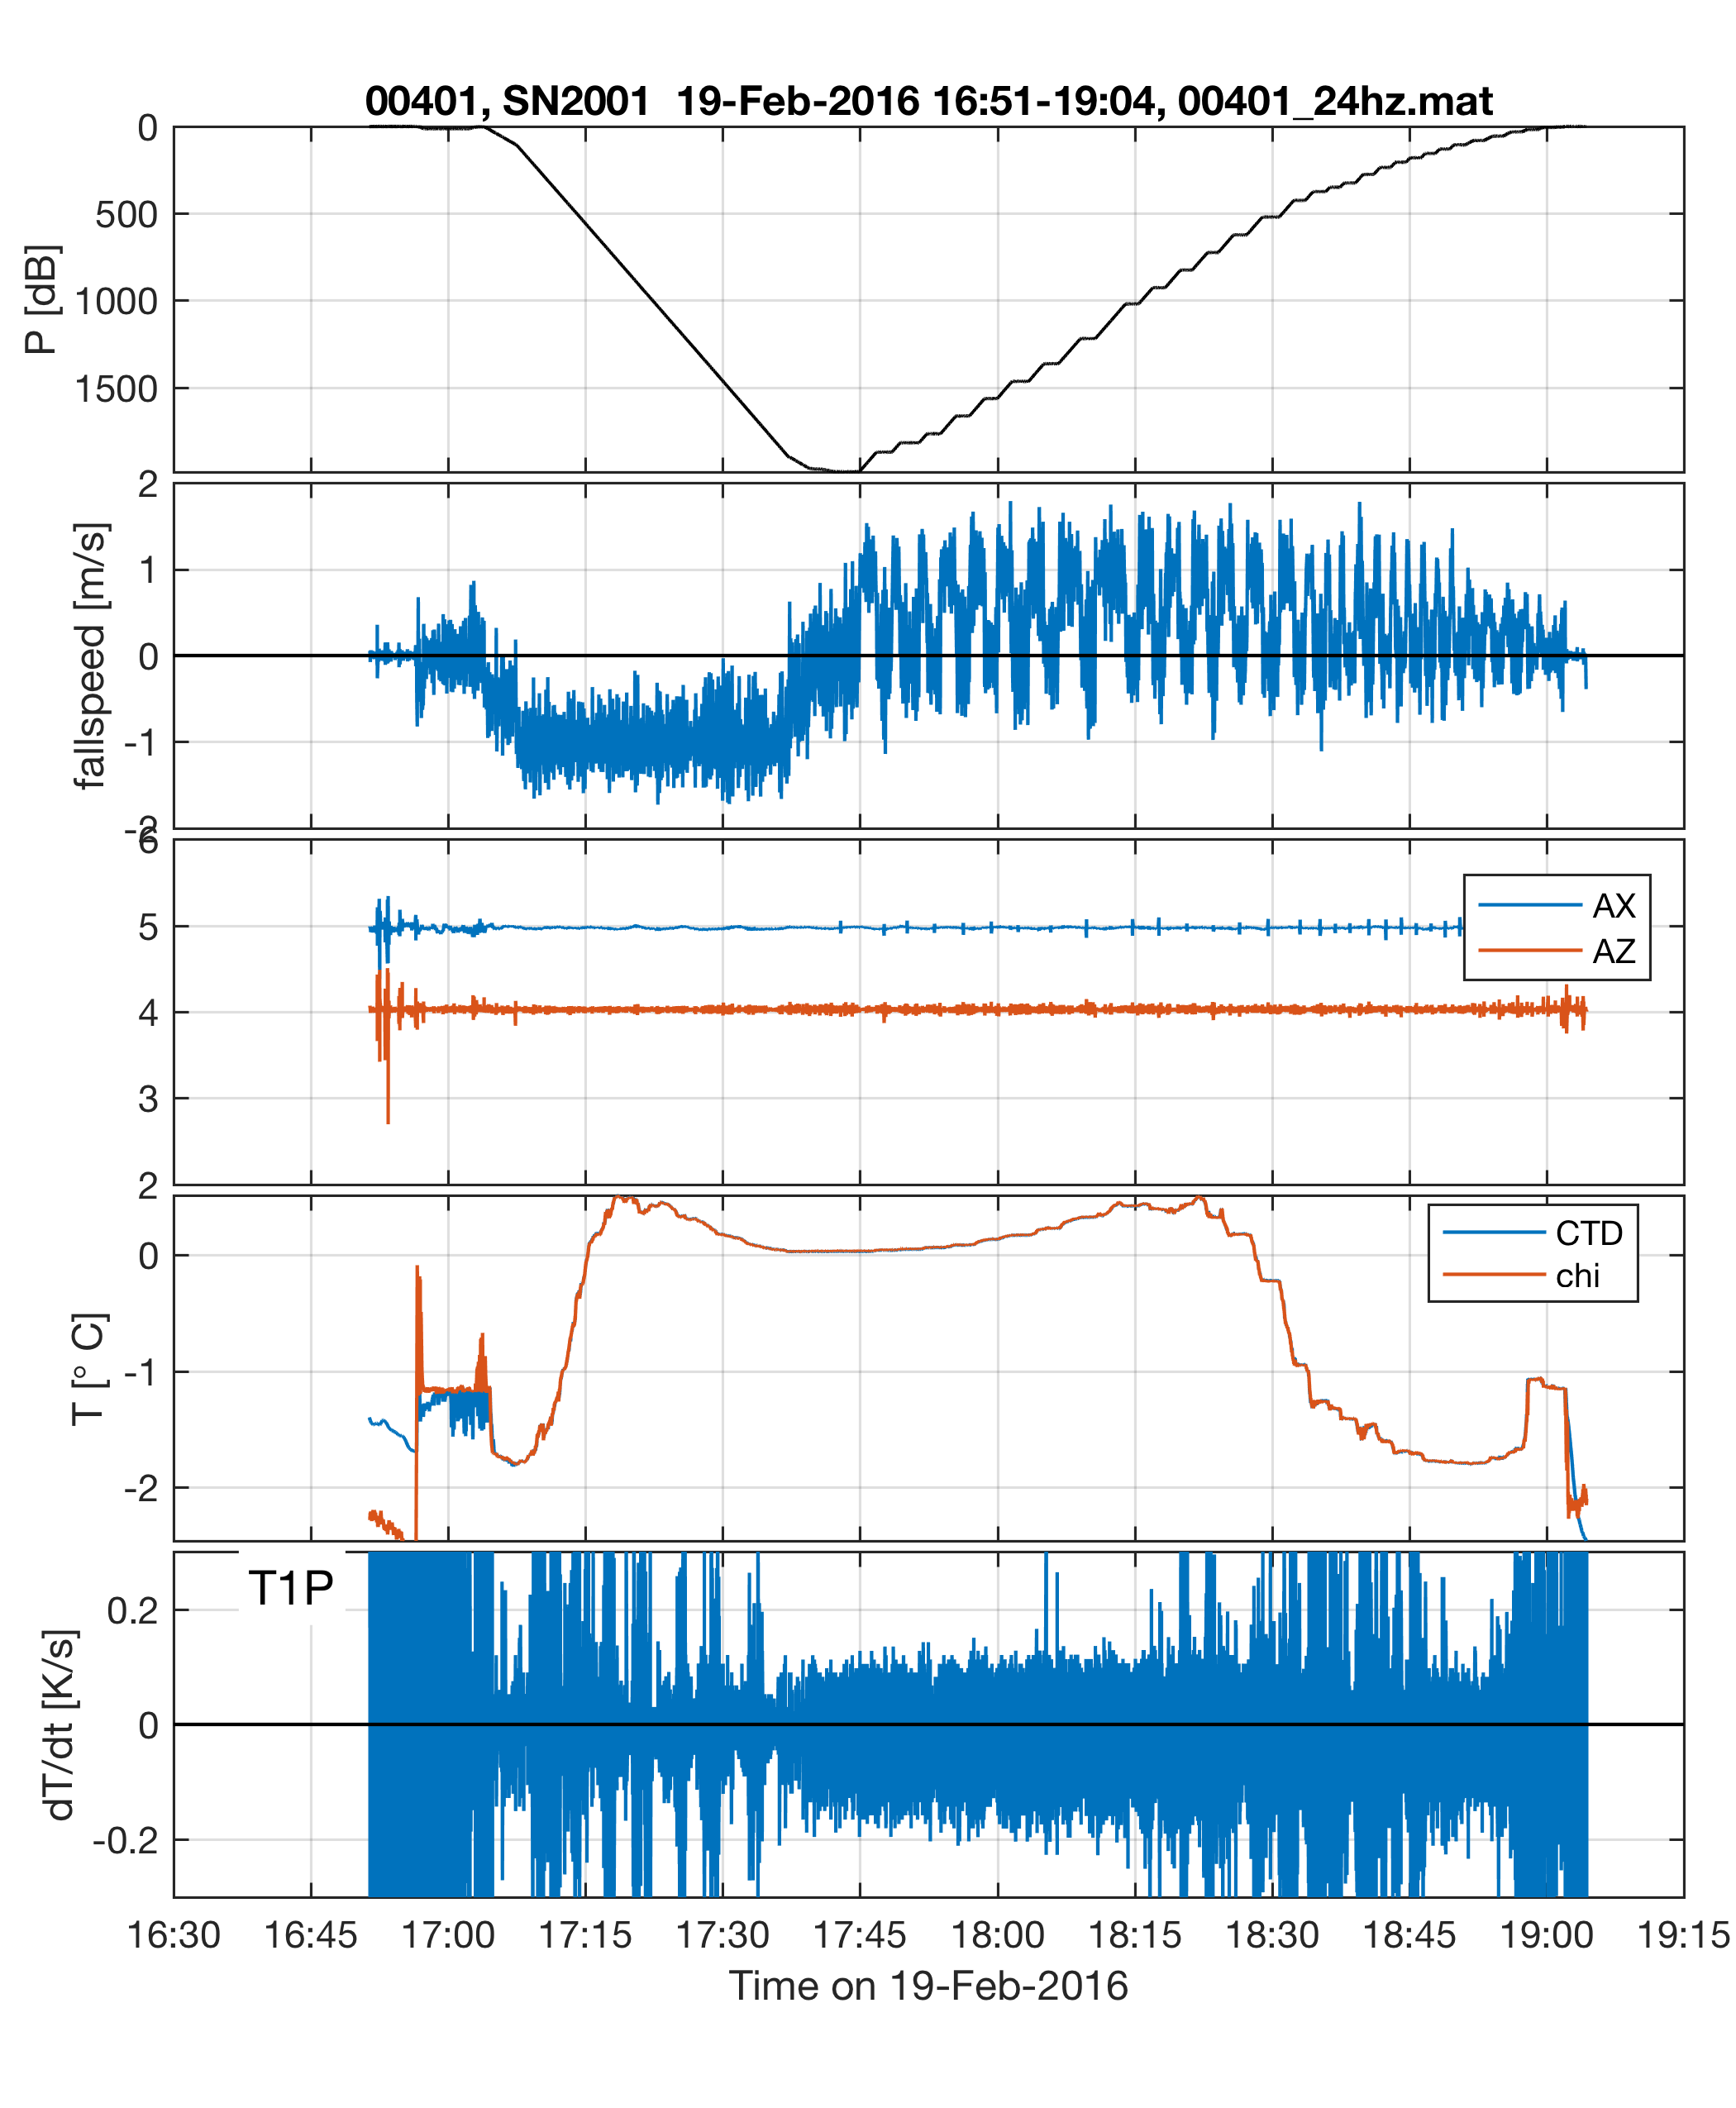 00401, SN2001  19-Feb-2016 16:51-19:04, 00401_24hz.mat
0
500
1000
1500
P [dB]
2
1
0
-1
-2
fallspeed [m/s]
6
5
4
3
2
AX
AZ
2
0
-1
-2
T [° C]
CTD
chi
T1P
0.2
0
-0.2
dT/dt [K/s]
16:30 16:45 17:00 17:15 17:30 17:45 18:00 18:15 18:30 18:45 19:00 19:15
Time on 19-Feb-2016